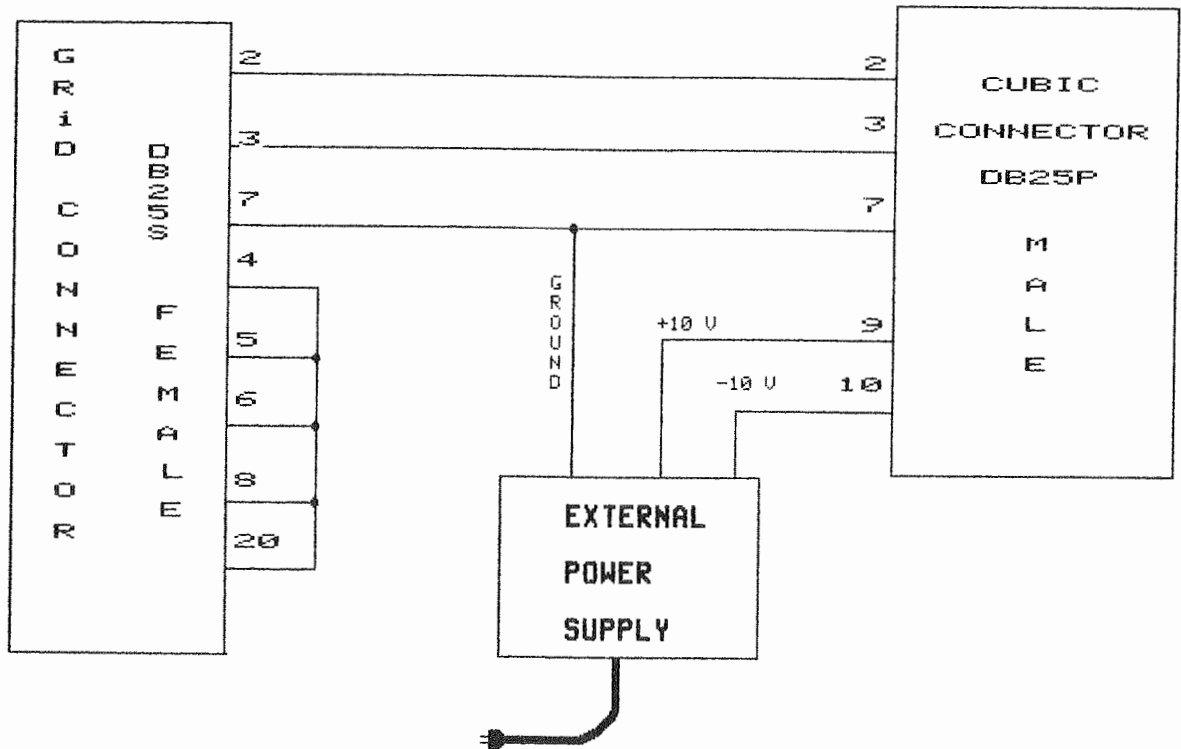 GRiD CONNECTOR
DB25S FEMALE
2
3
7
4
5
6
8
20
GROUND
+10 V
-10 V
2
3
7
9
10
CUBIC
CONNECTOR
DB25P
MALE
EXTERNAL
POWER
SUPPLY